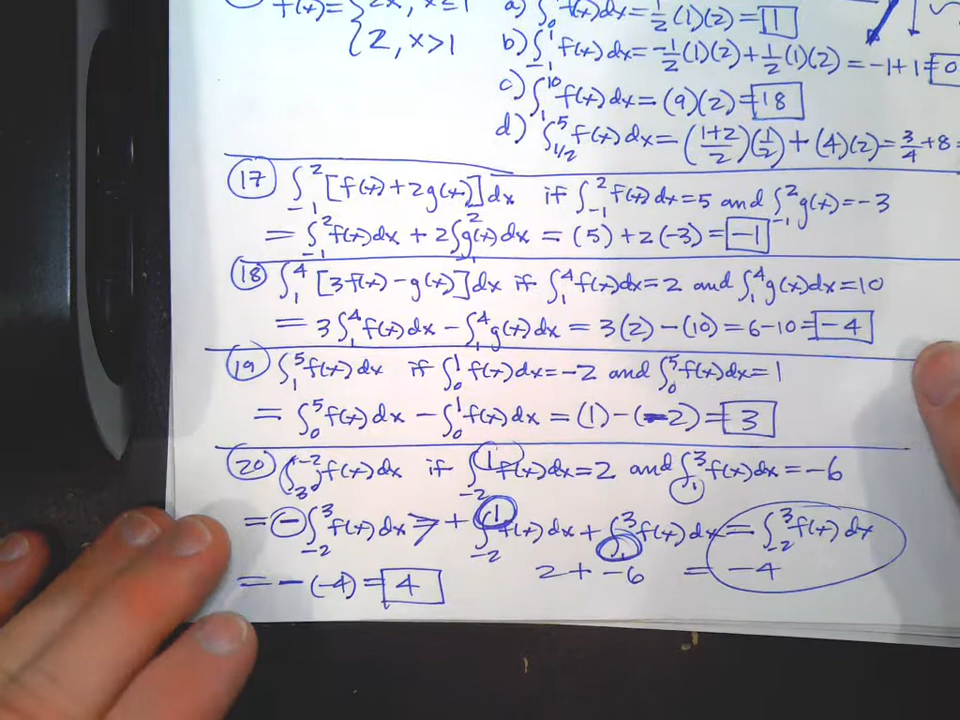 f(x)= { 2x, x≤1
{ 2, x>1
a) ∫₀¹ f(x)dx = ½(1)(2) = 1
b) ∫₋₁¹ f(x)dx = -½(1)(2) + ½(1)(2) = -1+1 = 0
c) ∫₁¹⁰ f(x)dx = (9)(2) = 18
d) ∫_{1/2}^5 f(x)dx = ((1+2)/2)(1/2) + (4)(2) = 3/4 + 8 =
17 ∫₋₁² [f(x)+2g(x)]dx if ∫₋₁² f(x)dx = 5 and ∫₋₁² g(x) = -3
= ∫₋₁² f(x)dx + 2∫₋₁² g(x)dx = (5) + 2(-3) = -1
18 ∫₁⁴ [3f(x) - g(x)]dx if ∫₁⁴ f(x)dx = 2 and ∫₁⁴ g(x)dx = 10
= 3∫₁⁴ f(x)dx - ∫₁⁴ g(x)dx = 3(2) - (10) = 6-10 = -4
19 ∫₁⁵ f(x)dx if ∫₀¹ f(x)dx = -2 and ∫₀⁵ f(x)dx = 1
= ∫₀⁵ f(x)dx - ∫₀¹ f(x)dx = (1) - (-2) = 3
20 ∫₃⁻² f(x)dx if ∫₋₂¹ f(x)dx = 2 and ∫₁³ f(x)dx = -6
= - ∫₋₂³ f(x)dx → + ∫₋₂¹ f(x)dx + ∫₁³ f(x)dx = ∫₋₂³ f(x)dx
2 + -6 = -4
= -(-4) = 4